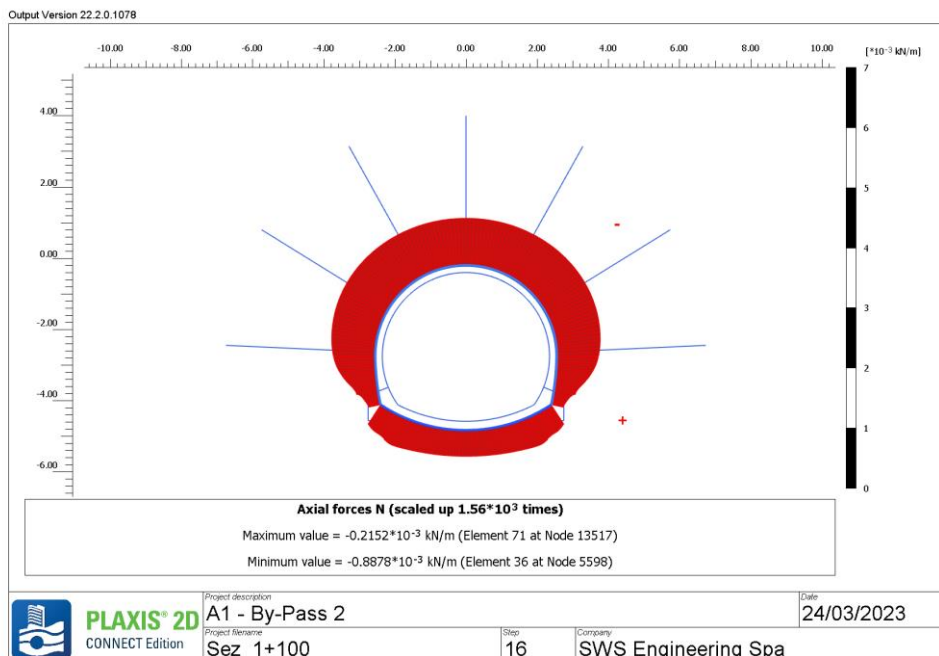 Output Version 22.2.0.1078
-10.00 -8.00 -6.00 -4.00 -2.00 0.00 2.00 4.00 6.00 8.00 10.00
[*10⁻³ kN/m]
7
4.00
6
2.00
5
-
0.00
4
3
-2.00
2
-4.00
+
1
-6.00
0
Axial forces N (scaled up 1.56*10³ times)
Maximum value = -0.2152*10⁻³ kN/m (Element 71 at Node 13517)
Minimum value = -0.8878*10⁻³ kN/m (Element 36 at Node 5598)
PLAXIS® 2D
CONNECT Edition
Project description
A1 - By-Pass 2
Date
24/03/2023
Project filename
Sez_1+100
Step
16
Company
SWS Engineering Spa